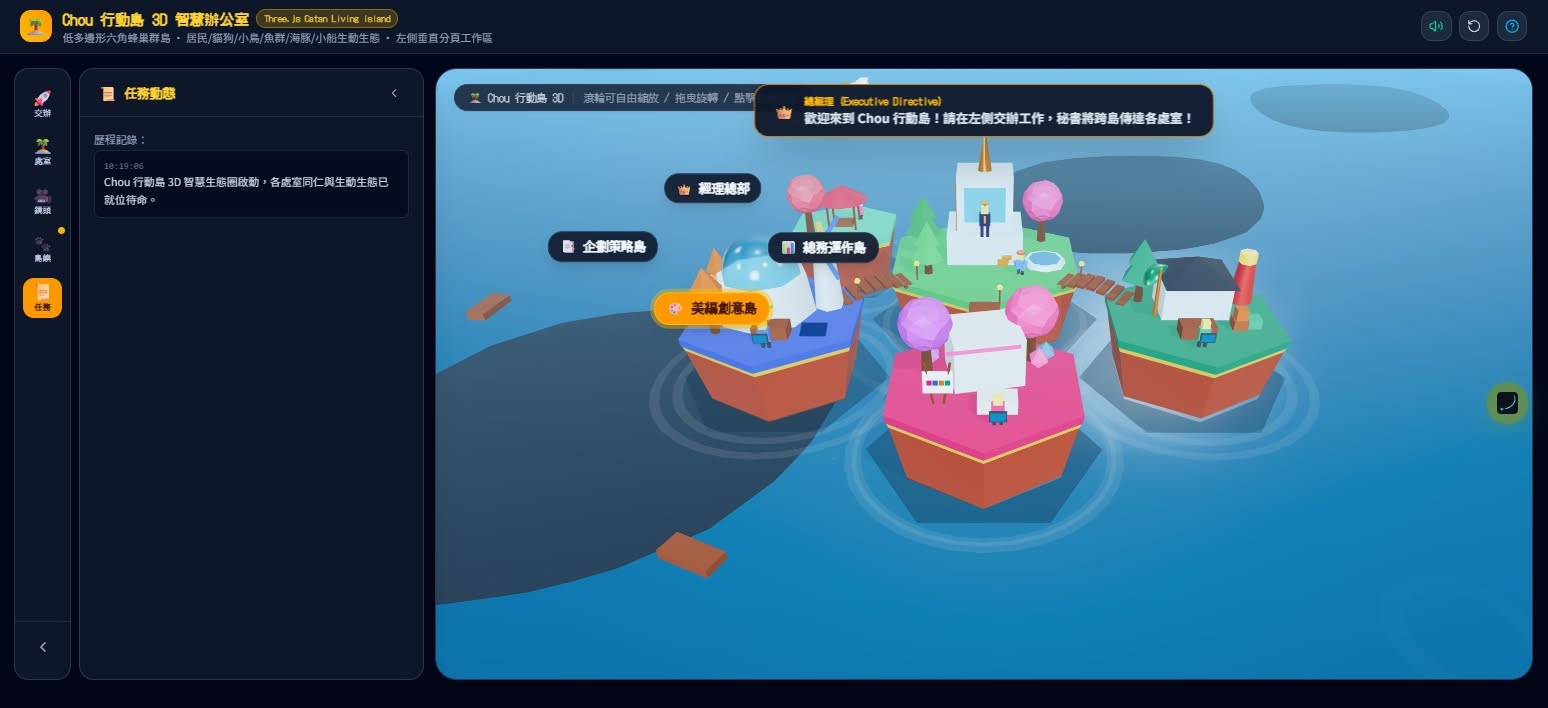 Chou 行動島 3D 智慧辦公室
Three.js Catan Living Island
低多邊形六角蜂巢群島 • 居民/貓狗/小鳥/魚群/海豚/小船生動生態 • 左側垂直分頁工作區
交辦
處室
鏡頭
島嶼
任務
任務動態
歷程記錄：
10:19:06
Chou 行動島 3D 智慧生態圈啟動，各處室同仁與生動生態已
就位待命。
Chou 行動島 3D
滾輪可自由縮放 / 拖曳旋轉 / 點擊
總經理 (Executive Directive)
歡迎來到 Chou 行動島！請在左側交辦工作，秘書將跨島傳達各處室！
經理總部
企劃策略島
總務運作島
美編創意島